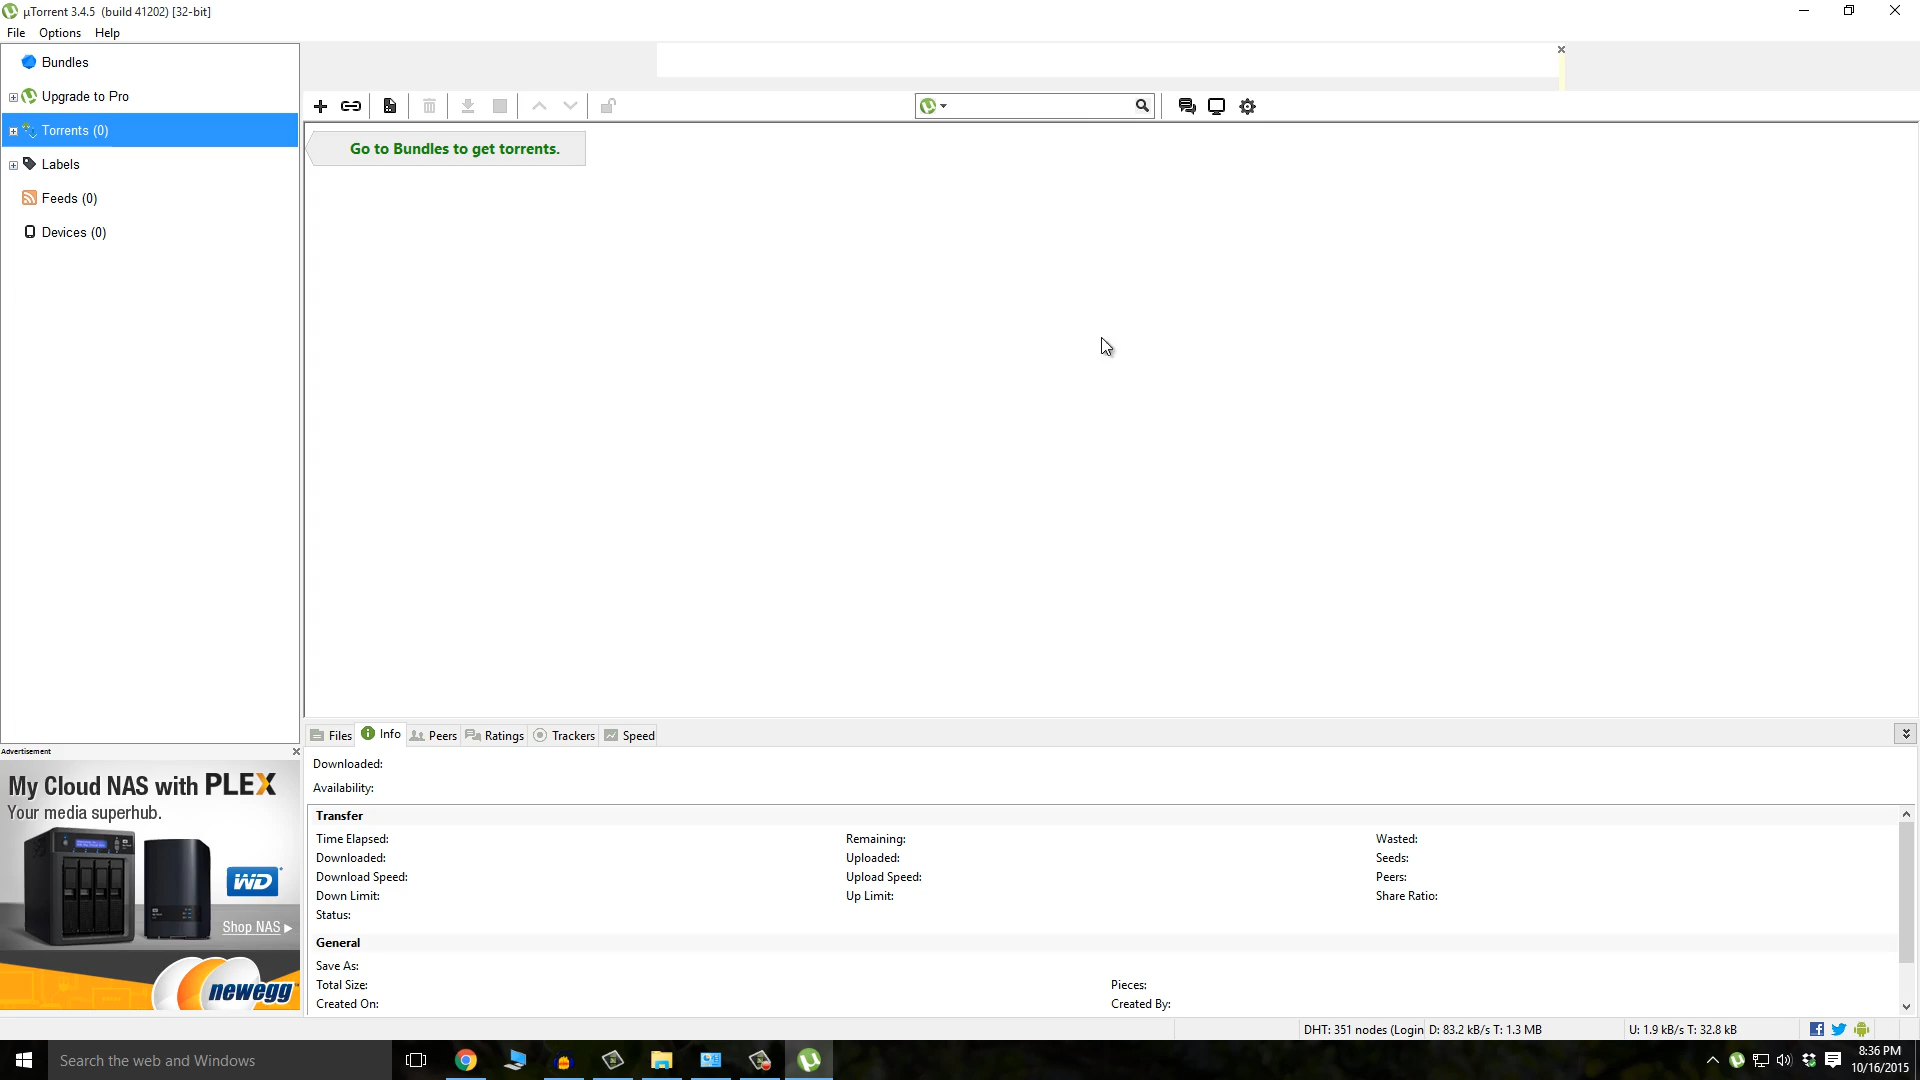 µTorrent 3.4.5 (build 41202) [32-bit]
File Options Help
Bundles
Upgrade to Pro
Torrents (0)
Labels
Feeds (0)
Devices (0)
Go to Bundles to get torrents.
Advertisement
My Cloud NAS with PLEX
Your media superhub.
WD
Shop NAS
newegg
Files Info Peers Ratings Trackers Speed
Downloaded:
Availability:
Transfer
Time Elapsed: Remaining: Wasted:
Downloaded: Uploaded: Seeds:
Download Speed: Upload Speed: Peers:
Down Limit: Up Limit: Share Ratio:
Status:
General
Save As:
Total Size: Pieces:
Created On: Created By:
DHT: 351 nodes (Login D: 83.2 kB/s T: 1.3 MB U: 1.9 kB/s T: 32.8 kB
Search the web and Windows
8:36 PM
10/16/2015